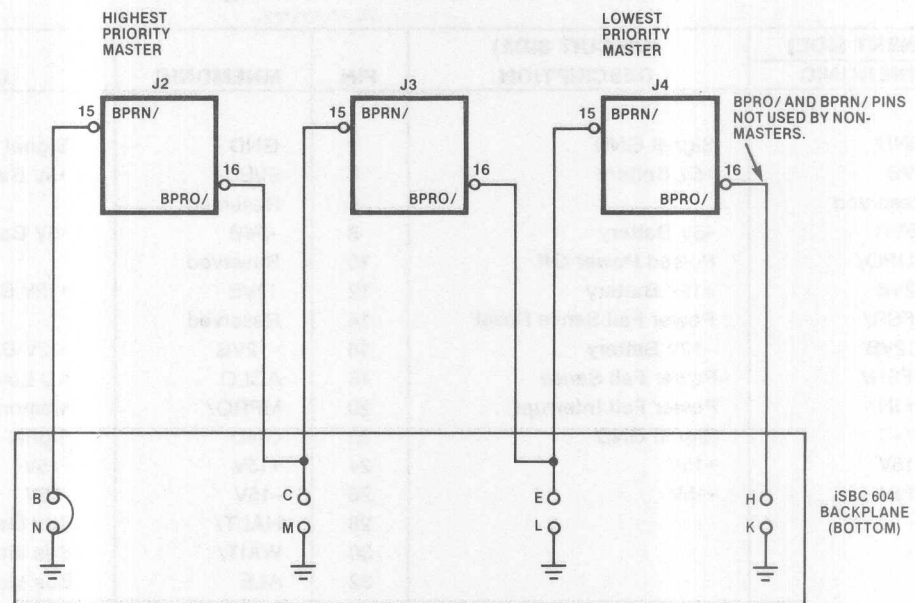 HIGHEST
PRIORITY
MASTER
LOWEST
PRIORITY
MASTER
J2
J3
J4
15
BPRN/
15
BPRN/
15
BPRN/
BPRO/ AND BPRN/ PINS
NOT USED BY NON-
MASTERS.
16
BPRO/
16
BPRO/
16
BPRO/
B
N
C
M
E
L
H
K
iSBC 604
BACKPLANE
(BOTTOM)